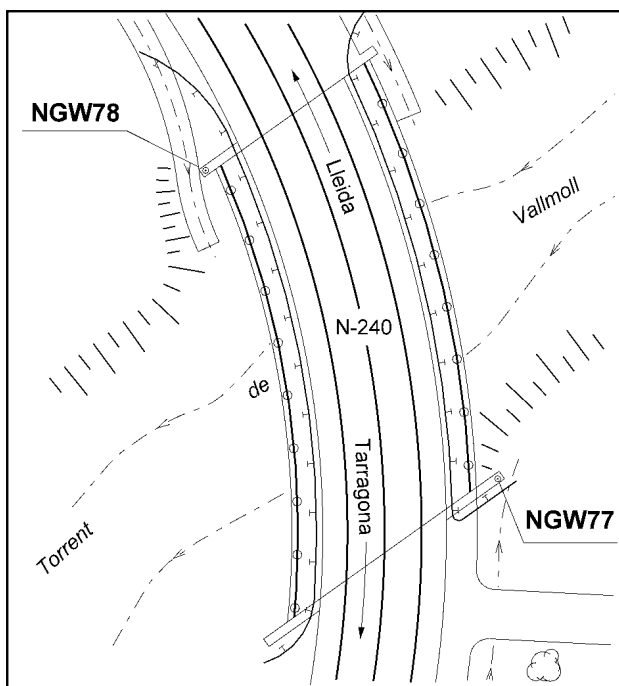 NGW78
Lleida
Vallmoll
N-240
de
Tarragona
NGW77
Torrent